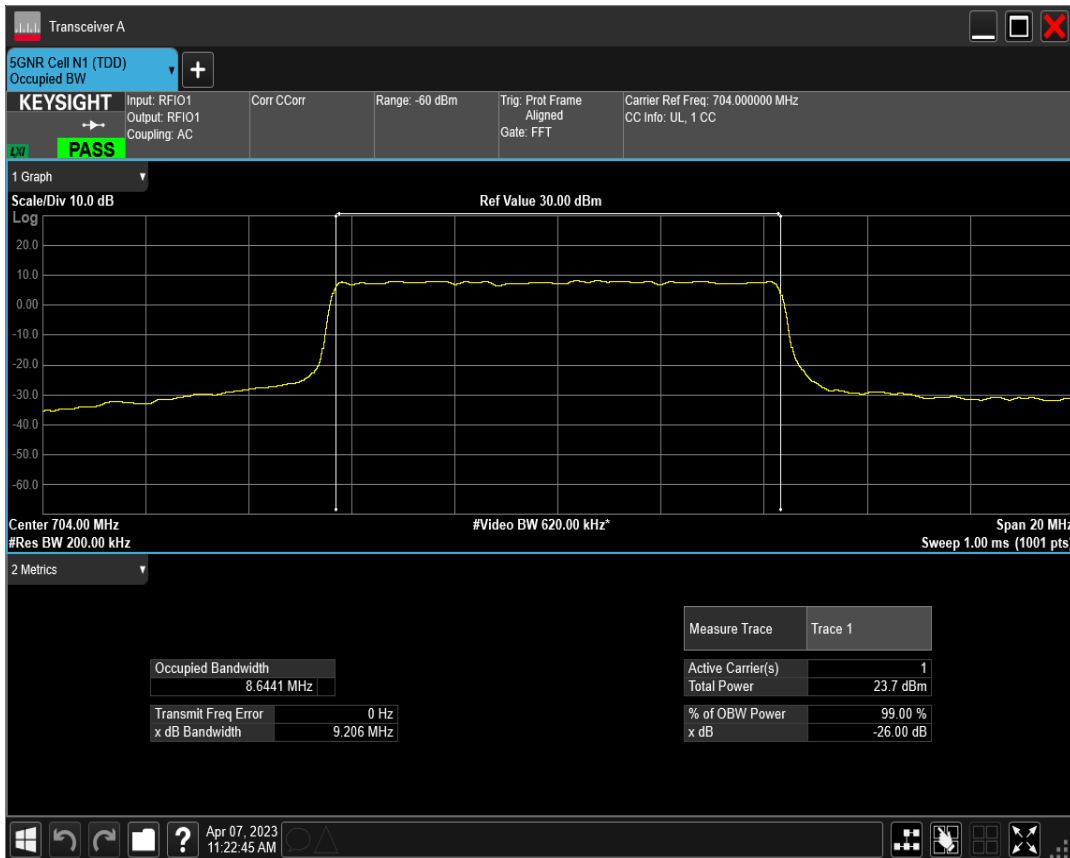 Transceiver A
5GNR Cell N1 (TDD)
Occupied BW
KEYSIGHT
LXI
PASS
Input: RFIO1
Output: RFIO1
Coupling: AC
Corr CCorr
Range: -60 dBm
Trig: Prot Frame
Aligned
Gate: FFT
Carrier Ref Freq: 704.000000 MHz
CC Info: UL, 1 CC
1 Graph
Scale/Div 10.0 dB
Ref Value 30.00 dBm
Log
20.0
10.0
0.00
-10.0
-20.0
-30.0
-40.0
-50.0
-60.0
Center 704.00 MHz
#Video BW 620.00 kHz*
Span 20 MHz
#Res BW 200.00 kHz
Sweep 1.00 ms (1001 pts)
2 Metrics
Measure Trace Trace 1
Occupied Bandwidth
8.6441 MHz
Active Carrier(s) 1
Total Power 23.7 dBm
Transmit Freq Error 0 Hz
x dB Bandwidth 9.206 MHz
% of OBW Power 99.00 %
x dB -26.00 dB
?
Apr 07, 2023
11:22:45 AM